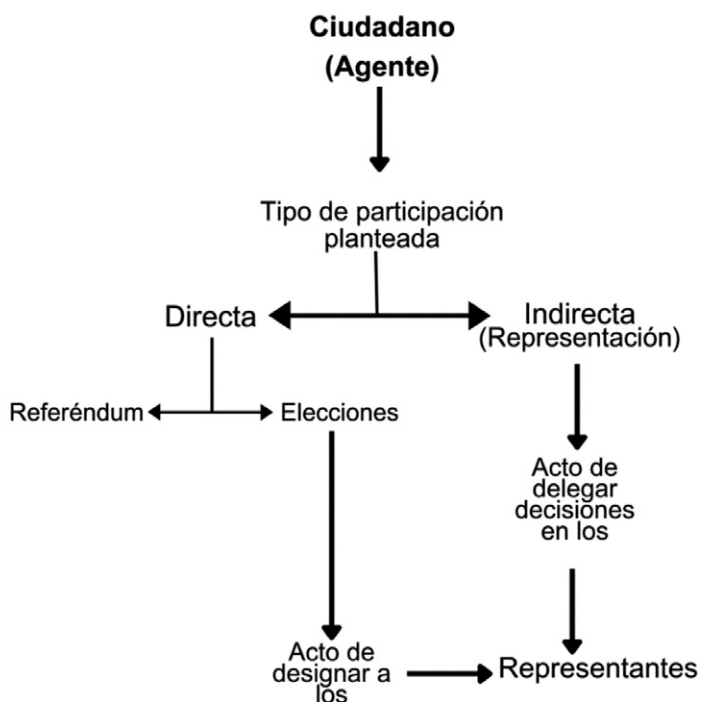 Ciudadano
(Agente)
Tipo de participación
planteada
Directa
Indirecta
(Representación)
Referéndum
Elecciones
Acto de
delegar
decisiones
en los
Acto de
designar a
los
Representantes